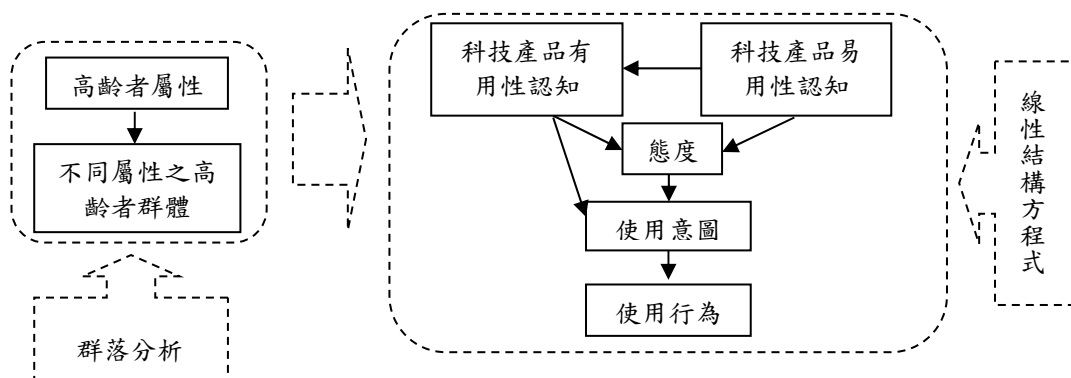 高齡者屬性
不同屬性之高
齡者群體
群落分析
科技產品有
用性認知
科技產品易
用性認知
態度
使用意圖
使用行為
線性結構方程式